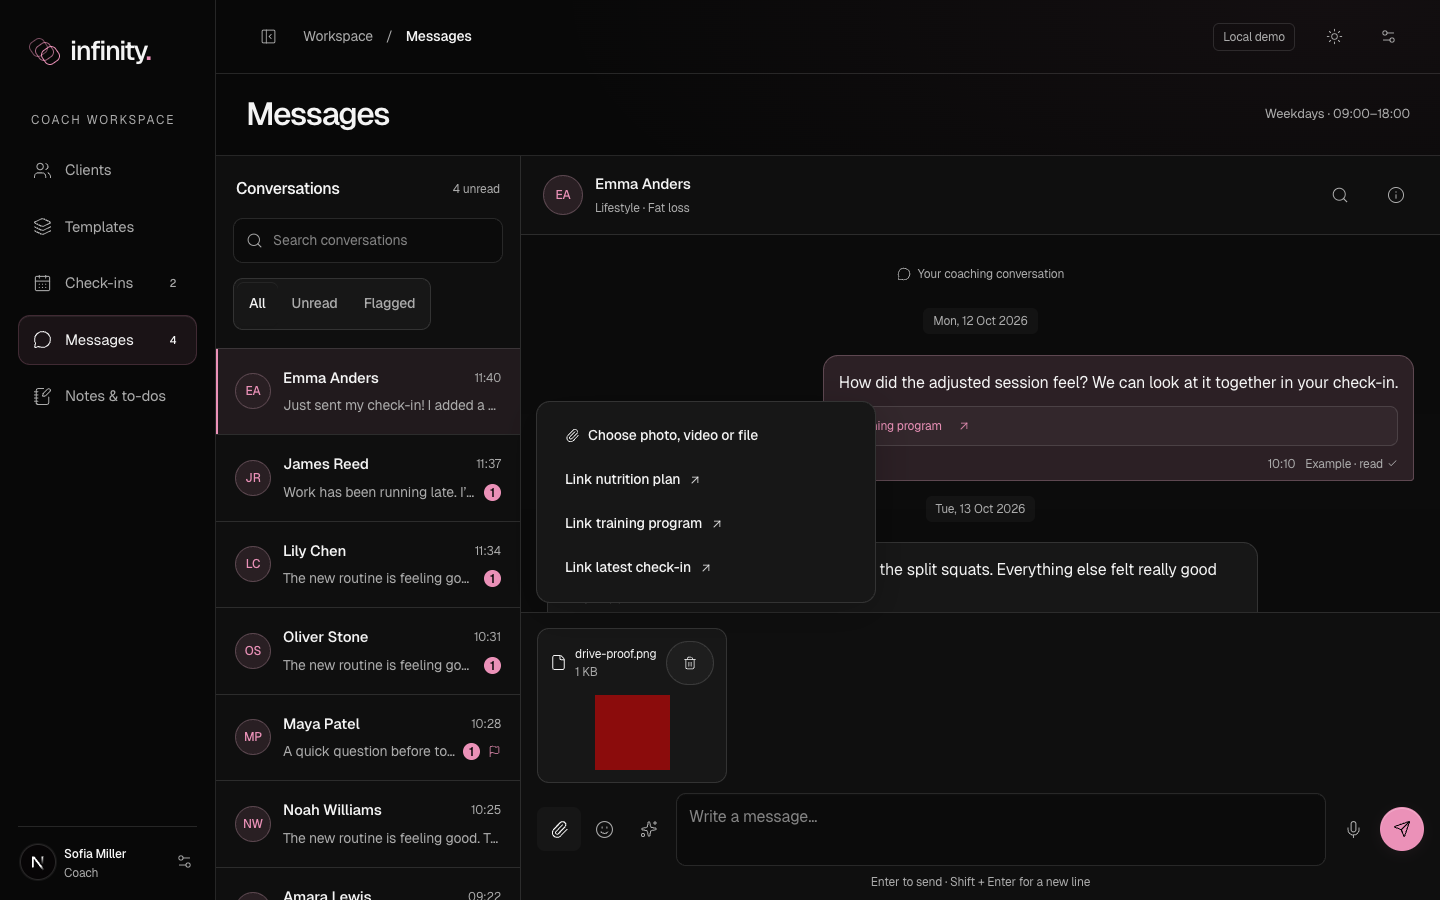 infinity.
COACH WORKSPACE
Clients
Templates
Check-ins 2
Messages 4
Notes & to-dos
N
Sofia Miller
Coach
Workspace / Messages
Local demo
Messages
Weekdays · 09:00–18:00
Conversations 4 unread
Search conversations
All Unread Flagged
EA Emma Anders 11:40
Just sent my check-in! I added a ...
JR James Reed 11:37
Work has been running late. I'... 1
LC Lily Chen 11:34
The new routine is feeling go... 1
OS Oliver Stone 10:31
The new routine is feeling go... 1
MP Maya Patel 10:28
A quick question before to... 1
NW Noah Williams 10:25
The new routine is feeling good. T...
Amara Lewis 09:22
EA Emma Anders
Lifestyle · Fat loss
Your coaching conversation
Mon, 12 Oct 2026
How did the adjusted session feel? We can look at it together in your check-in.
program
10:10 Example · read
Tue, 13 Oct 2026
the split squats. Everything else felt really good
Choose photo, video or file
Link nutrition plan
Link training program
Link latest check-in
drive-proof.png
1 KB
Write a message...
Enter to send · Shift + Enter for a new line